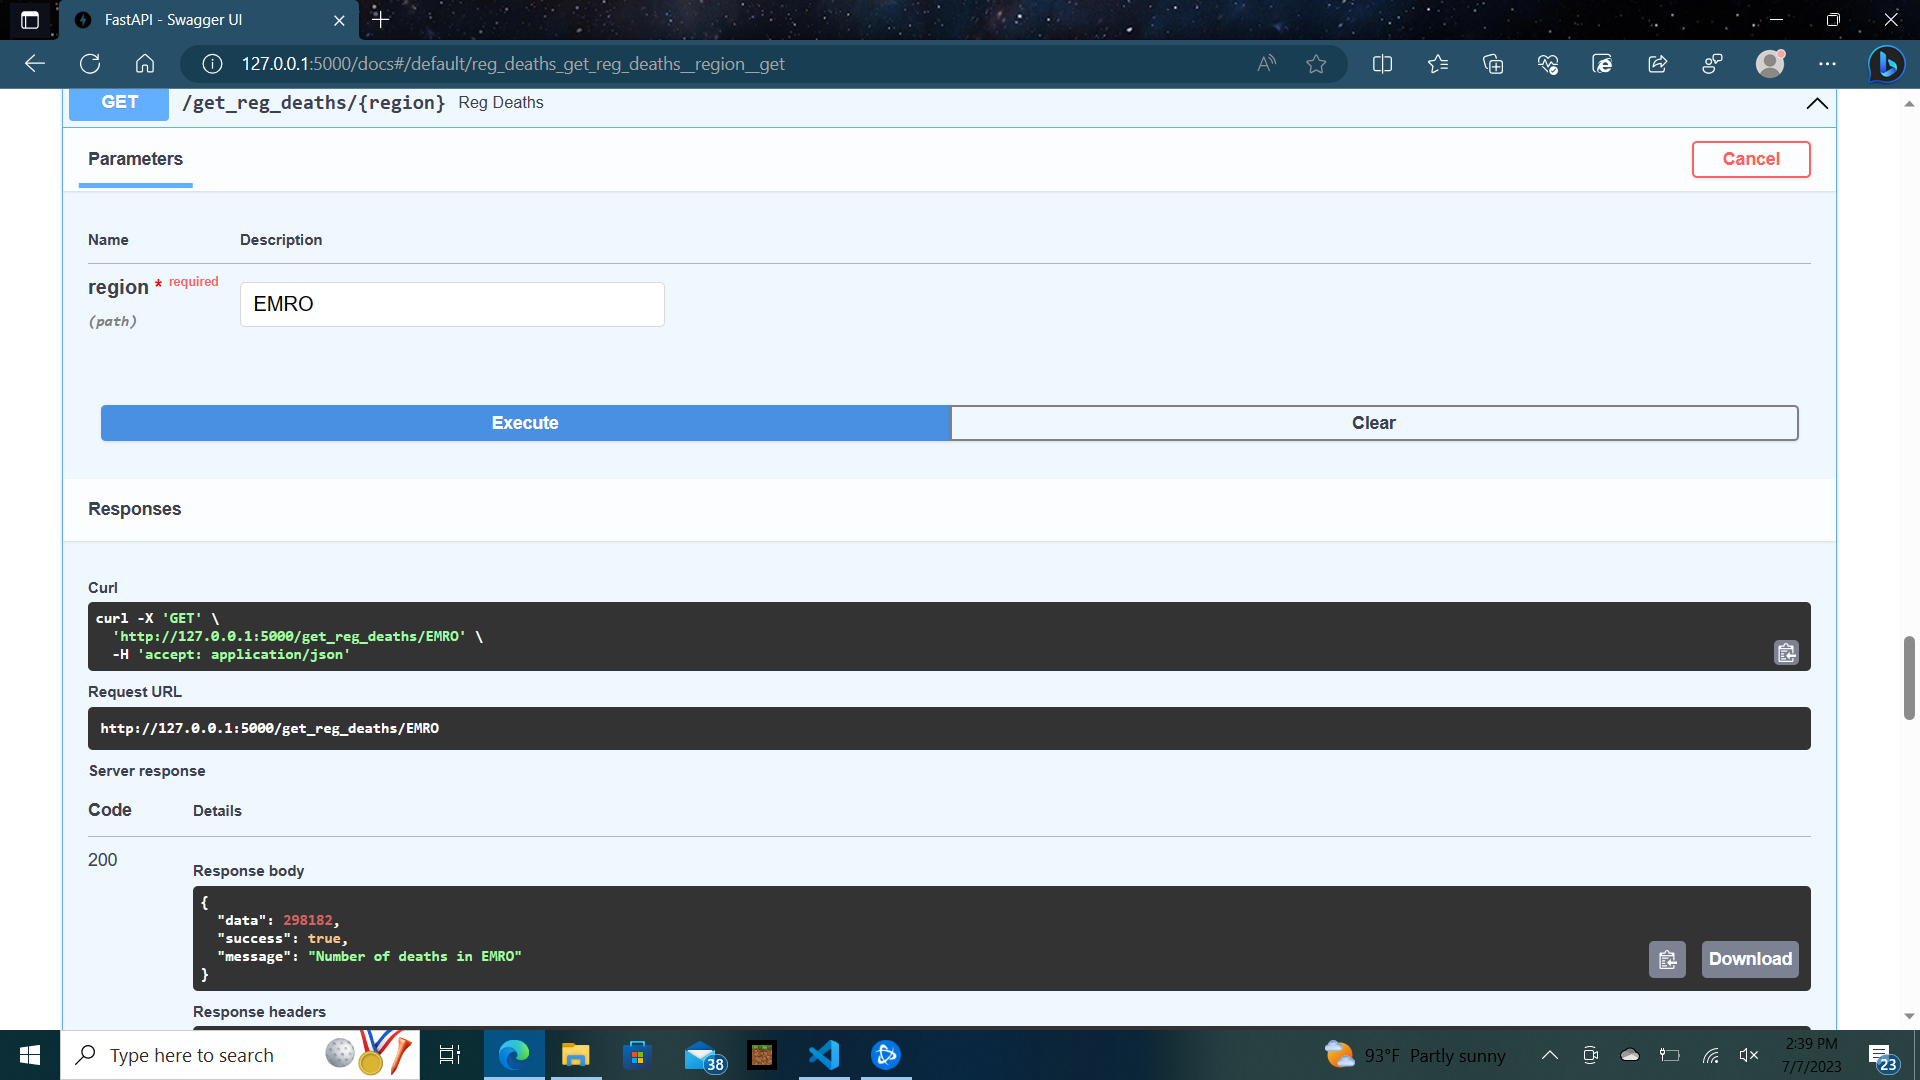 FastAPI - Swagger UI
127.0.0.1:5000/docs#/default/reg_deaths_get_reg_deaths__region__get
GET /get_reg_deaths/{region} Reg Deaths
Parameters
Cancel
Name Description
region * required
EMRO
(path)
Execute
Clear
Responses
Curl
curl -X 'GET' \
'http://127.0.0.1:5000/get_reg_deaths/EMRO' \
-H 'accept: application/json'
Request URL
http://127.0.0.1:5000/get_reg_deaths/EMRO
Server response
Code Details
200
Response body
{
"data": 298182,
"success": true,
"message": "Number of deaths in EMRO"
}
Download
Response headers
Type here to search
38
93°F Partly sunny
2:39 PM
7/7/2023
23